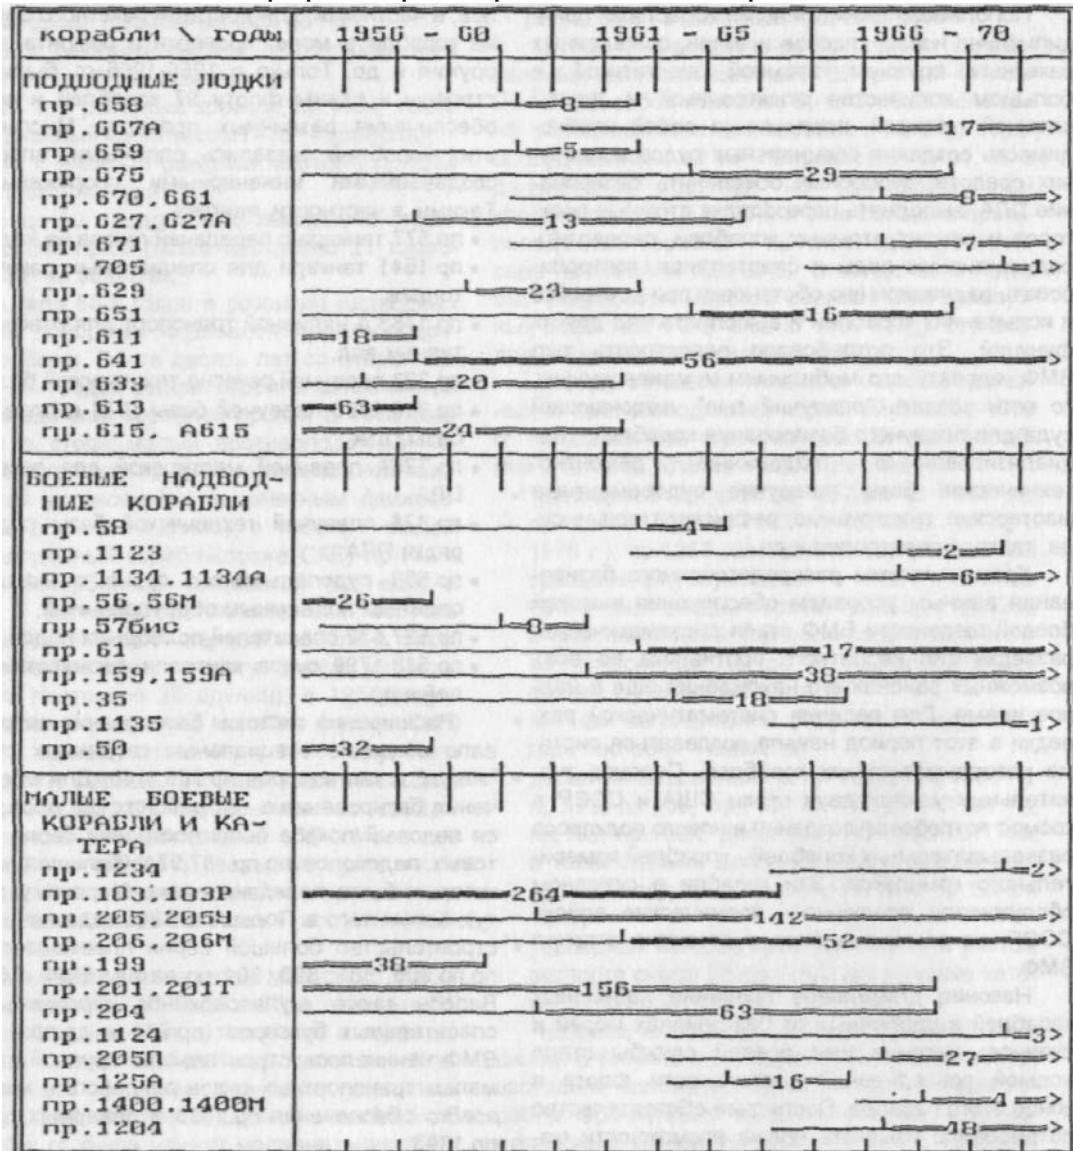 корабли \ годы 1956 - 60 1961 - 65 1966 - 70
ПОДВОДНЫЕ ЛОДКИ
пр.658 8
пр.667А 17
пр.659 5
пр.675 29
пр.670,661 8
пр.627,627А 13
пр.671 7
пр.705 1
пр.629 23
пр.651 16
пр.611 18
пр.641 56
пр.633 20
пр.613 63
пр.615, А615 24
БОЕВЫЕ НАДВОД-
НЫЕ КОРАБЛИ
пр.58 4
пр.1123 2
пр.1134,1134А 6
пр.56,56М 26
пр 57бис 8
пр.61 17
пр.159,159А 38
пр.35 18
пр.1135 1
пр.50 32
МАЛЫЕ БОЕВЫЕ
КОРАБЛИ И КА-
ТЕРА
пр.1234 2
пр.183,183Р 264
пр.205,205У 142
пр.206,206М 52
пр 199 38
пр.201,201Т 156
пр.204 63
пр.1124 3
пр.205П 27
пр.125А 16
пр.1400,1400М 4
пр.1204 48